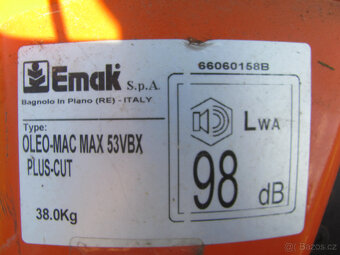 Emak S.p.A.
Bagnolo In Piano (RE) - ITALY
66060158B
Type:
OLEO-MAC MAX 53VBX
PLUS-CUT
38.0Kg
LWA
98 dB
Bazoš.cz